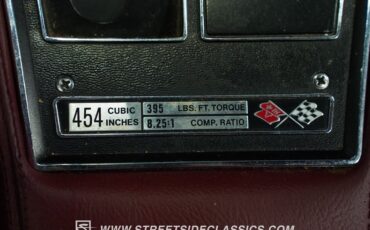 454 CUBIC INCHES
395 LBS. FT. TORQUE
8.25:1 COMP. RATIO
WWW.STREETSIDECLASSICS.COM